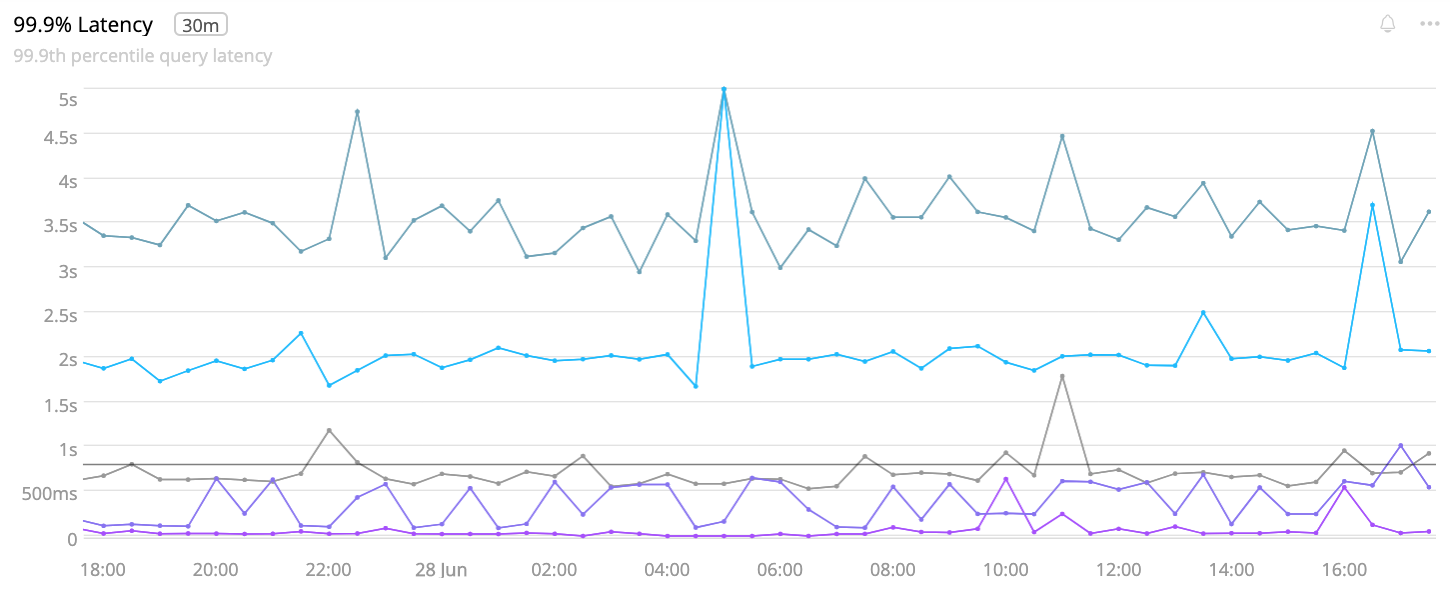 99.9% Latency 30m
99.9th percentile query latency
5s
4.5s
4s
3.5s
3s
2.5s
2s
1.5s
1s
500ms
0
18:00 20:00 22:00 28 Jun 02:00 04:00 06:00 08:00 10:00 12:00 14:00 16:00